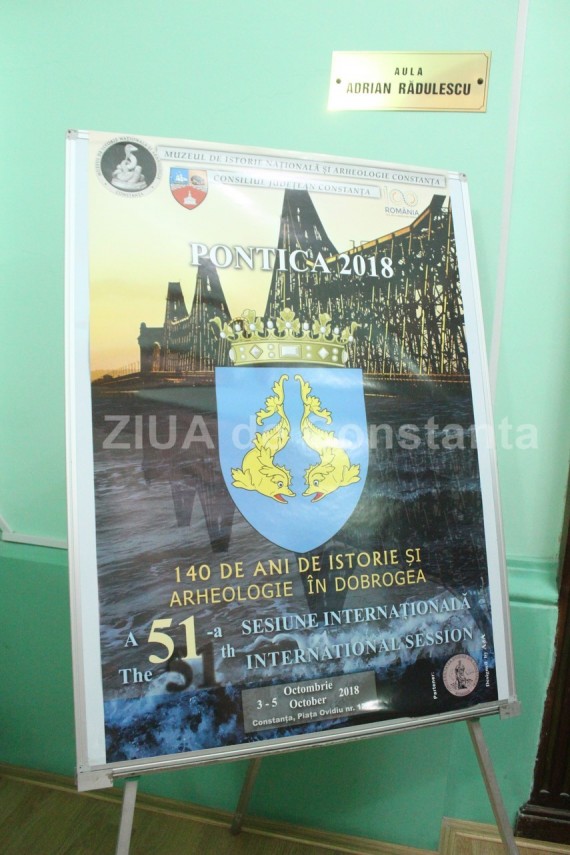 AULA
ADRIAN RĂDULESCU
MUZEUL DE ISTORIE NAȚIONALĂ ȘI ARHEOLOGIE CONSTANȚA
CONSILIUL JUDEȚEAN CONSTANȚA
ROMÂNIA
PONTICA 2018
ZIUA de Constanta
140 DE ANI DE ISTORIE ȘI
ARHEOLOGIE ÎN DOBROGEA
A 51-a SESIUNE INTERNAȚIONALĂ
The 51th INTERNATIONAL SESSION
3 - 5 Octombrie 2018
October
Constanța, Piața Ovidiu nr.
Partener:
Designed by